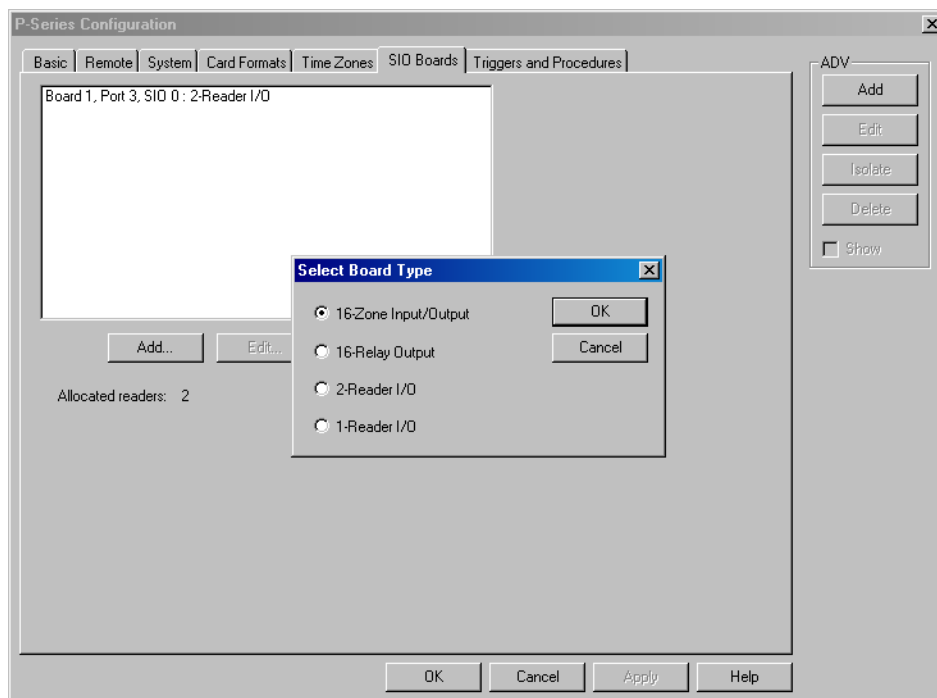 P-Series Configuration
Basic Remote System Card Formats Time Zones SIO Boards Triggers and Procedures
Board 1, Port 3, SIO 0 : 2-Reader I/O
Add... Edit...
Allocated readers: 2
Select Board Type
16-Zone Input/Output
16-Relay Output
2-Reader I/O
1-Reader I/O
OK
Cancel
ADV
Add
Edit
Isolate
Delete
Show
OK Cancel Apply Help